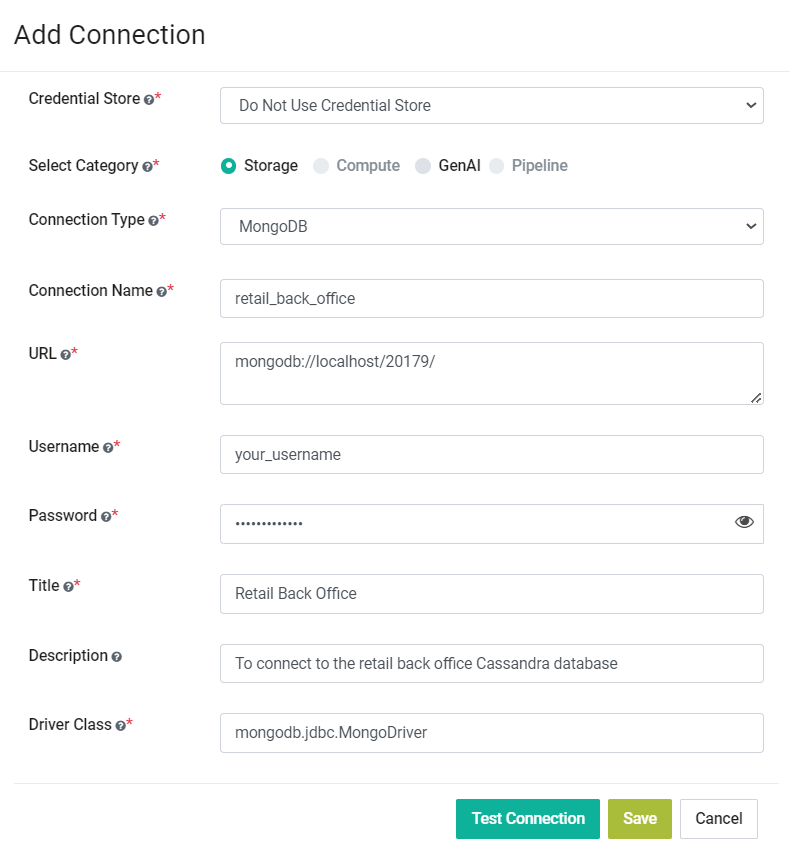 Add Connection
Credential Store ?*
Do Not Use Credential Store
Select Category ?*
Storage Compute GenAI Pipeline
Connection Type ?*
MongoDB
Connection Name ?*
retail_back_office
URL ?*
mongodb://localhost/20179/
Username ?*
your_username
Password ?*
•••••••••••••
Title ?*
Retail Back Office
Description ?
To connect to the retail back office Cassandra database
Driver Class ?*
mongodb.jdbc.MongoDriver
Test Connection Save Cancel